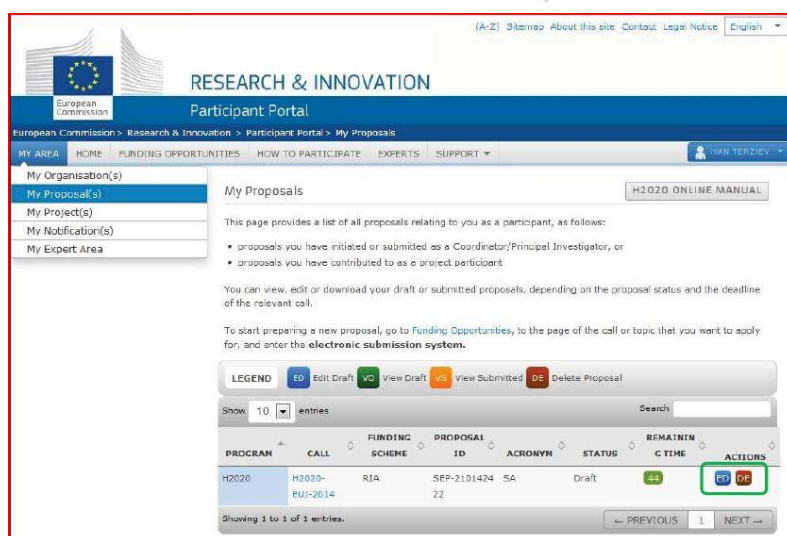 (A-Z) Sitemap About this site Contact Legal Notice English
European Commission
RESEARCH & INNOVATION
Participant Portal
European Commission > Research & Innovation > Participant Portal > My Proposals
MY AREA HOME FUNDING OPPORTUNITIES HOW TO PARTICIPATE EXPERTS SUPPORT IVAN TERZIEV
My Organisation(s)
My Proposal(s)
My Project(s)
My Notification(s)
My Expert Area
My Proposals H2020 ONLINE MANUAL
This page provides a list of all proposals relating to you as a participant, as follows:
• proposals you have initiated or submitted as a Coordinator/Principal Investigator, or
• proposals you have contributed to as a project participant
You can view, edit or download your draft or submitted proposals, depending on the proposal status and the deadline
of the relevant call.
To start preparing a new proposal, go to Funding Opportunities, to the page of the call or topic that you want to apply
for, and enter the electronic submission system.
LEGEND ED Edit Draft VD View Draft VS View Submitted DE Delete Proposal
Show 10 entries Search
PROGRAM CALL FUNDING SCHEME PROPOSAL ID ACRONYM STATUS REMAININ G TIME ACTIONS
H2020 H2020- RIA SEP-2101424 SA Draft 44 ED DE
EUJ-2014 22
Showing 1 to 1 of 1 entries. ← PREVIOUS 1 NEXT →